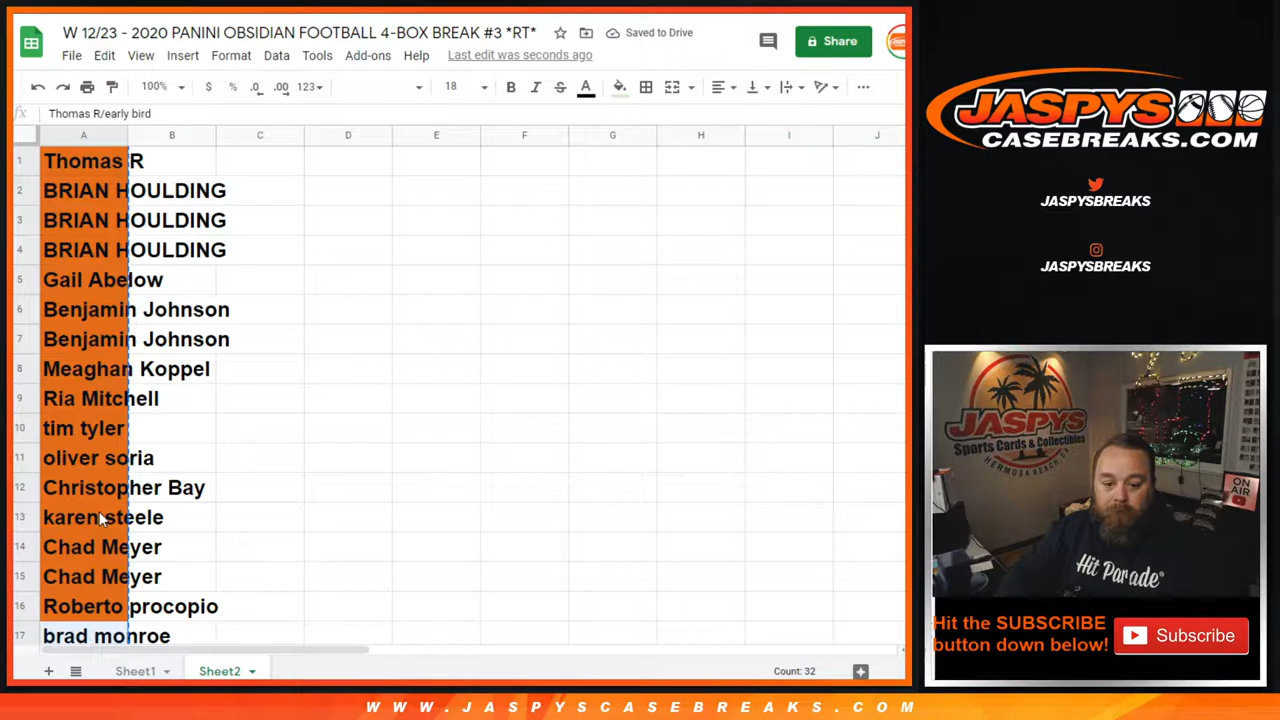 W 12/23 - 2020 PANINI OBSIDIAN FOOTBALL 4-BOX BREAK #3 *RT*
Saved to Drive
Share
File Edit View Insert Format Data Tools Add-ons Help Last edit was seconds ago
100% $ % .0 .00 123 18 B I S A
fx Thomas R/early bird
A B C D E F G H I J
1 Thomas R
2 BRIAN HOULDING
3 BRIAN HOULDING
4 BRIAN HOULDING
5 Gail Abelow
6 Benjamin Johnson
7 Benjamin Johnson
8 Meaghan Koppel
9 Ria Mitchell
10 tim tyler
11 oliver soria
12 Christopher Bay
13 karen steele
14 Chad Meyer
15 Chad Meyer
16 Roberto procopio
17 brad monroe
Sheet1 Sheet2 Count: 32
JASPYS
CASEBREAKS.COM
JASPYSBREAKS
JASPYSBREAKS
JASPYS
Sports Cards & Collectibles
HERMOSA BEACH, CA
ON AIR
Hit Parade
Hit the SUBSCRIBE
button down below!
Subscribe
WWW.JASPYSCASEBREAKS.COM